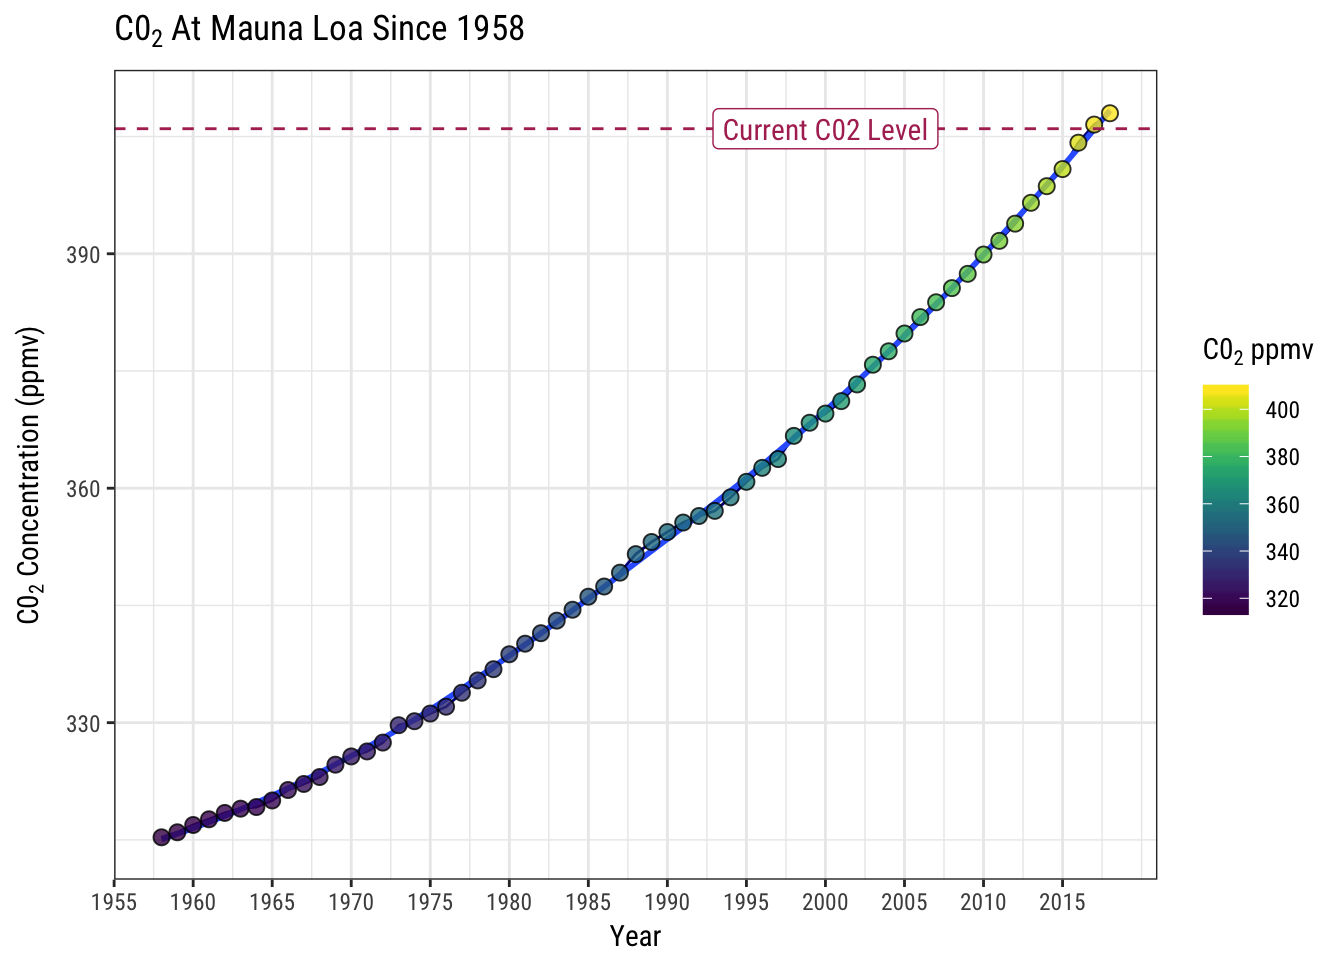 C0₂ At Mauna Loa Since 1958
Current C02 Level
390
360
330
C0₂ Concentration (ppmv)
1955 1960 1965 1970 1975 1980 1985 1990 1995 2000 2005 2010 2015
Year
C0₂ ppmv
400
380
360
340
320